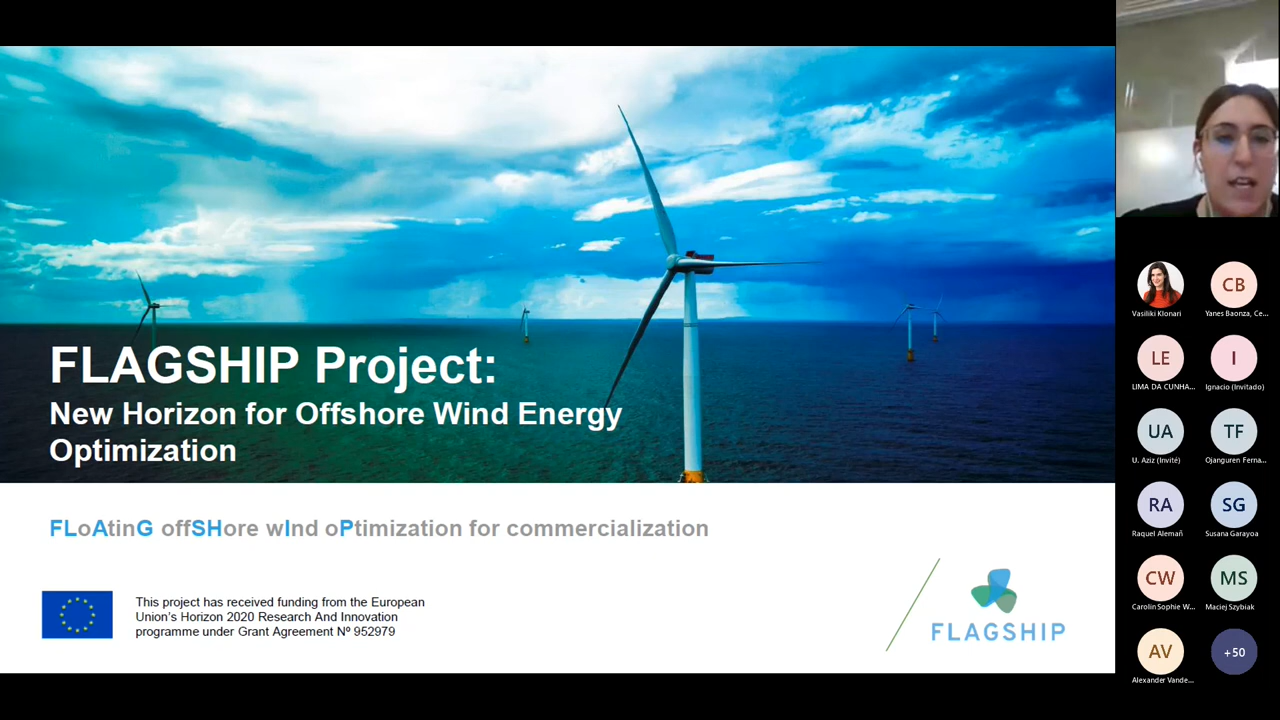 FLAGSHIP Project:
New Horizon for Offshore Wind Energy
Optimization
FLoAtinG offSHore wInd oPtimization for commercialization
This project has received funding from the European
Union's Horizon 2020 Research And Innovation
programme under Grant Agreement Nº 952979
FLAGSHIP
Vasiliki Klonari
CB
Yanes Baonza, Ce...
LE
LIMA DA CUNHA...
I
Ignacio (Invitado)
UA
U. Aziz (Invité)
TF
Ojanguren Ferna...
RA
Raquel Alemañ
SG
Susana Garayoa
CW
Carolin Sophie W...
MS
Maciej Szybiak
AV
Alexander Vande...
+50